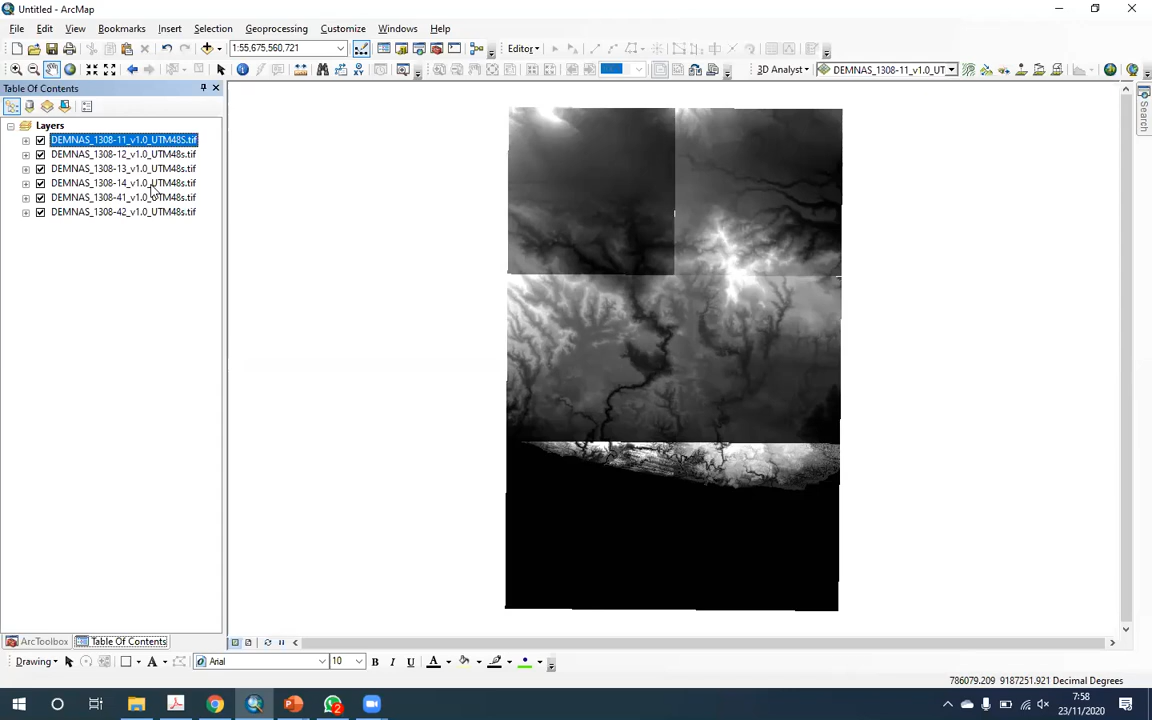 Untitled - ArcMap
File Edit View Bookmarks Insert Selection Geoprocessing Customize Windows Help
1:55,675,560,721
Editor
3D Analyst
DEMNAS_1308-11_v1.0_UT
Table Of Contents
Search
Layers
DEMNAS_1308-11_v1.0_UTM48S.tif
DEMNAS_1308-12_v1.0_UTM48s.tif
DEMNAS_1308-13_v1.0_UTM48s.tif
DEMNAS_1308-14_v1.0_UTM48s.tif
DEMNAS_1308-41_v1.0_UTM48s.tif
DEMNAS_1308-42_v1.0_UTM48s.tif
ArcToolbox
Table Of Contents
Drawing
A
Arial
10
B I U A
786079.209 9187251.921 Decimal Degrees
2
7:58
23/11/2020